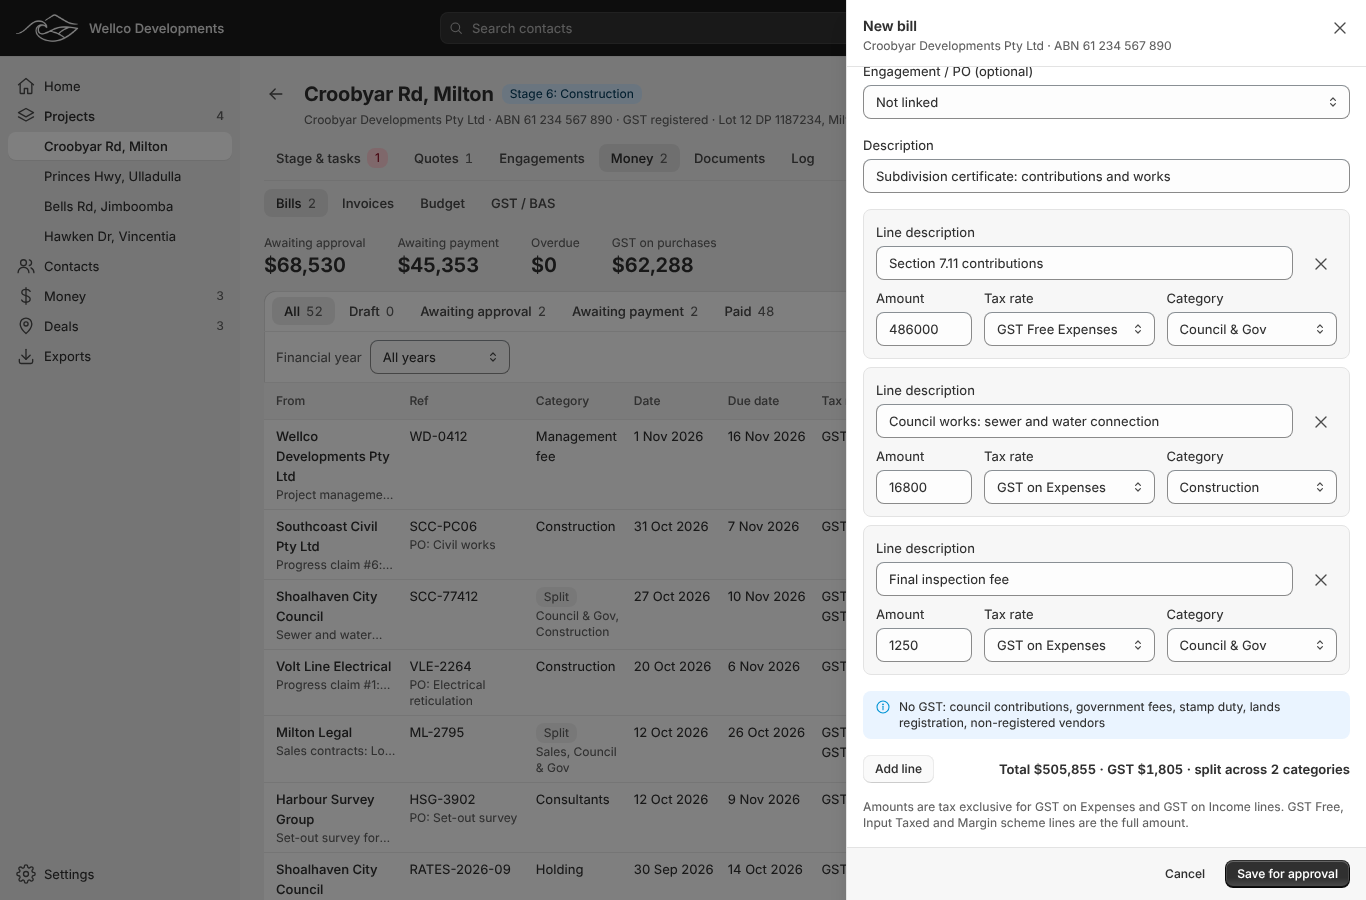 Wellco Developments
Search contacts
Home
Projects 4
Croobyar Rd, Milton
Princes Hwy, Ulladulla
Bells Rd, Jimboomba
Hawken Dr, Vincentia
Contacts
Money 3
Deals 3
Exports
Settings
Croobyar Rd, Milton Stage 6: Construction
Croobyar Developments Pty Ltd · ABN 61 234 567 890 · GST registered · Lot 12 DP 1187234, Mil
Stage & tasks 1 Quotes 1 Engagements Money 2 Documents Log
Bills 2 Invoices Budget GST / BAS
Awaiting approval Awaiting payment Overdue GST on purchases
$68,530 $45,353 $0 $62,288
All 52 Draft 0 Awaiting approval 2 Awaiting payment 2 Paid 48
Financial year All years
From Ref Category Date Due date Tax
Wellco WD-0412 Management 1 Nov 2026 16 Nov 2026 GST
Developments Pty fee
Ltd
Project manageme…
Southcoast Civil SCC-PC06 Construction 31 Oct 2026 7 Nov 2026 GST
Pty Ltd PO: Civil works
Progress claim #6:…
Shoalhaven City SCC-77412 Split 27 Oct 2026 10 Nov 2026 GST
Council Council & Gov, GST
Sewer and water… Construction
Volt Line Electrical VLE-2264 Construction 20 Oct 2026 6 Nov 2026 GST
Progress claim #1:… PO: Electrical
reticulation
Milton Legal ML-2795 Split 12 Oct 2026 26 Oct 2026 GST
Sales contracts: Lo… Sales, Council GST
& Gov
Harbour Survey HSG-3902 Consultants 12 Oct 2026 9 Nov 2026 GST
Group PO: Set-out survey
Set-out survey for…
Shoalhaven City RATES-2026-09 Holding 30 Sep 2026 14 Oct 2026 GST
Council
New bill
Croobyar Developments Pty Ltd · ABN 61 234 567 890
Engagement / PO (optional)
Not linked
Description
Subdivision certificate: contributions and works
Line description
Section 7.11 contributions
Amount Tax rate Category
486000 GST Free Expenses Council & Gov
Line description
Council works: sewer and water connection
Amount Tax rate Category
16800 GST on Expenses Construction
Line description
Final inspection fee
Amount Tax rate Category
1250 GST on Expenses Council & Gov
No GST: council contributions, government fees, stamp duty, lands
registration, non-registered vendors
Add line Total $505,855 · GST $1,805 · split across 2 categories
Amounts are tax exclusive for GST on Expenses and GST on Income lines. GST Free,
Input Taxed and Margin scheme lines are the full amount.
Cancel Save for approval